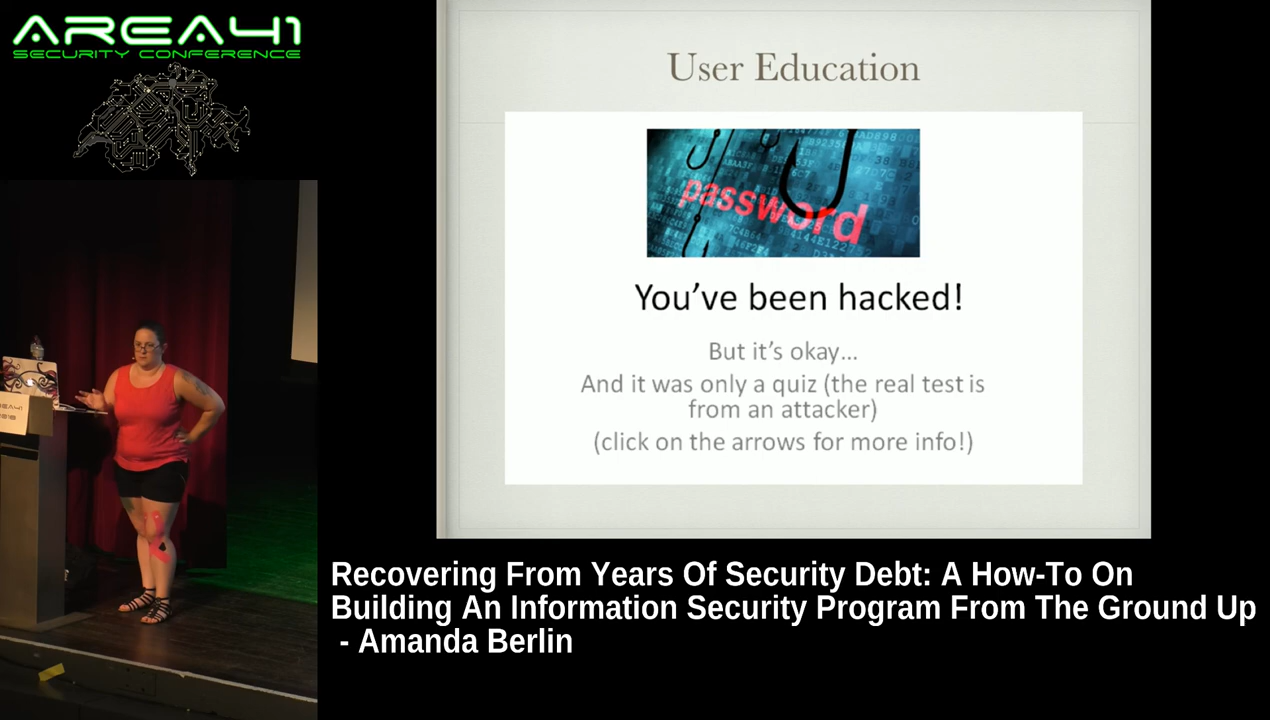 AREA41
SECURITY CONFERENCE
User Education
password
You've been hacked!
But it's okay...
And it was only a quiz (the real test is
from an attacker)
(click on the arrows for more info!)
Recovering From Years Of Security Debt: A How-To On
Building An Information Security Program From The Ground Up
- Amanda Berlin